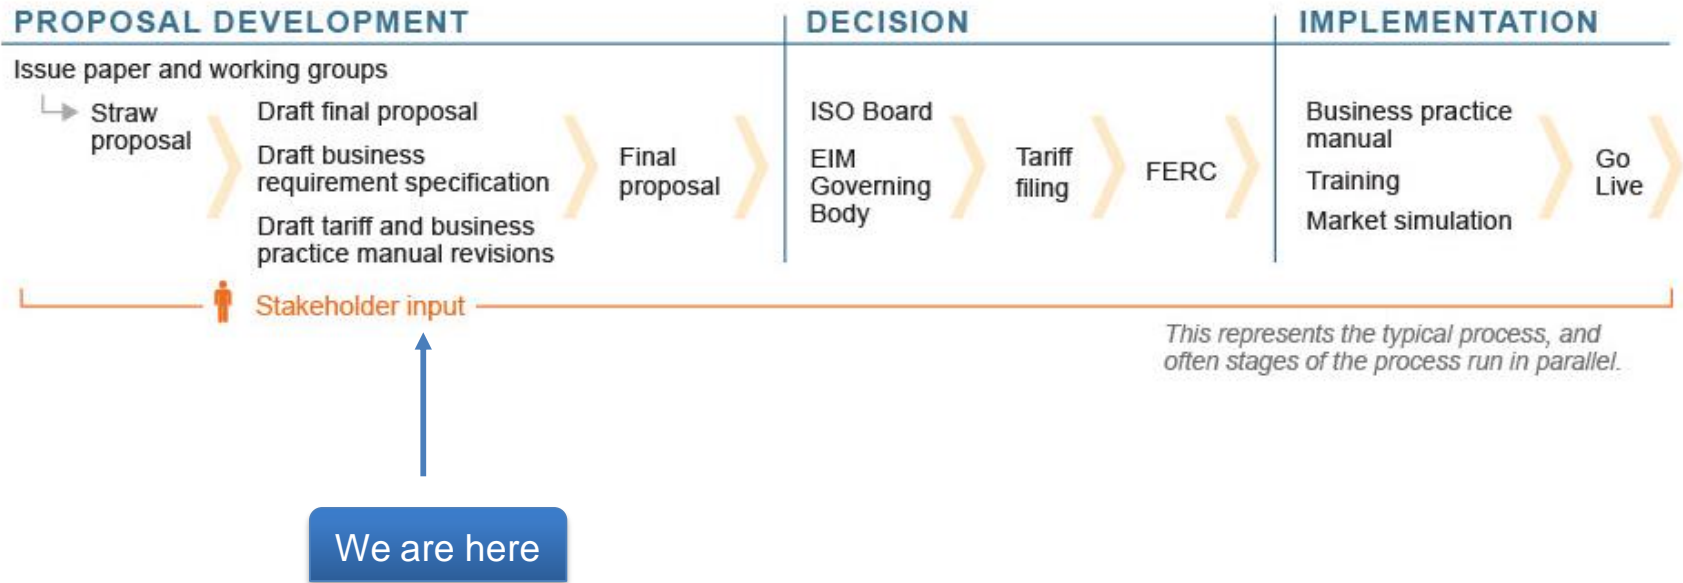 PROPOSAL DEVELOPMENT
DECISION
IMPLEMENTATION
Issue paper and working groups
Straw
proposal
Draft final proposal
Draft business
requirement specification
Draft tariff and business
practice manual revisions
Final
proposal
ISO Board
EIM
Governing
Body
Tariff
filing
FERC
Business practice
manual
Training
Market simulation
Go
Live
Stakeholder input
This represents the typical process, and
often stages of the process run in parallel.
We are here